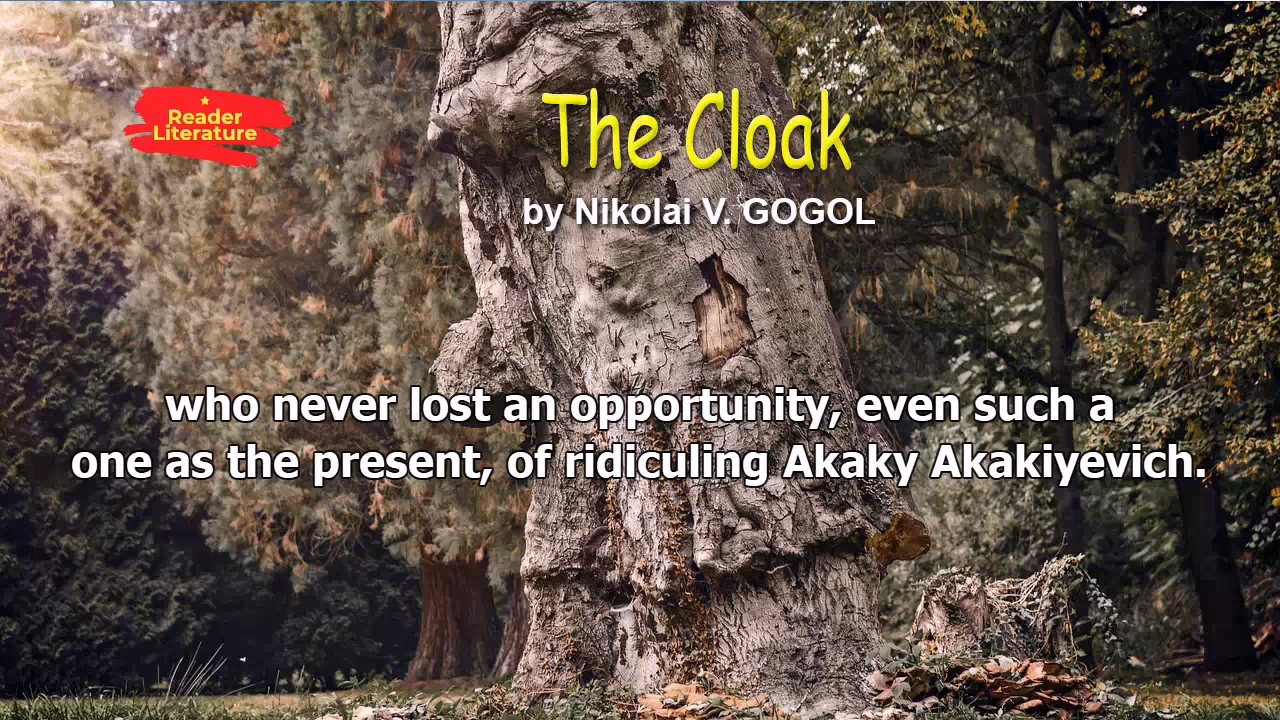 Reader
Literature
The Cloak
by Nikolai V. GOGOL
who never lost an opportunity, even such a
one as the present, of ridiculing Akaky Akakiyevich.